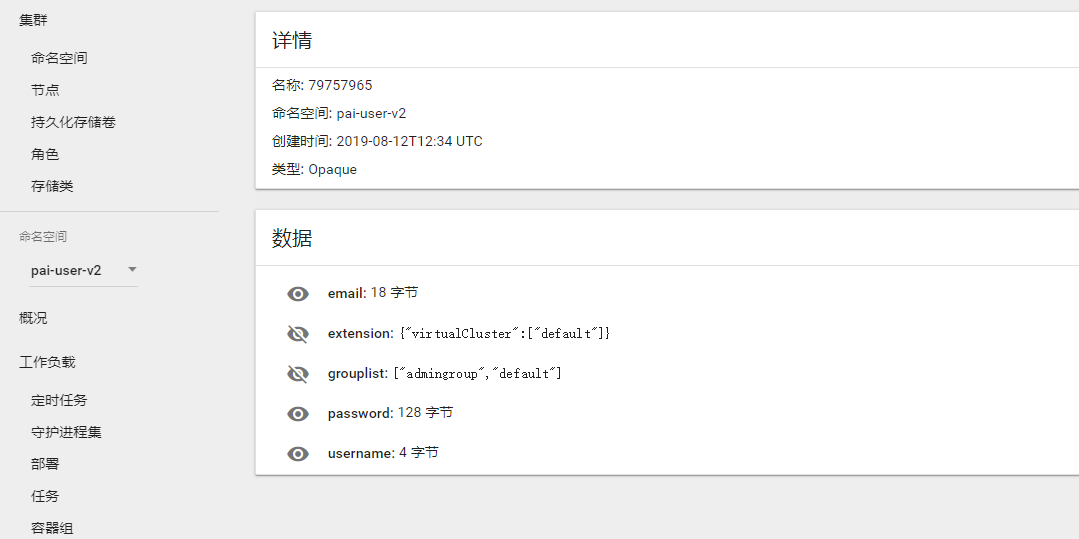 集群
命名空间
节点
持久化存储卷
角色
存储类
命名空间
pai-user-v2
概况
工作负载
定时任务
守护进程集
部署
任务
容器组
详情
名称: 79757965
命名空间: pai-user-v2
创建时间: 2019-08-12T12:34 UTC
类型: Opaque
数据
email: 18 字节
extension: {"virtualCluster":["default"]}
grouplist: ["admingroup","default"]
password: 128 字节
username: 4 字节